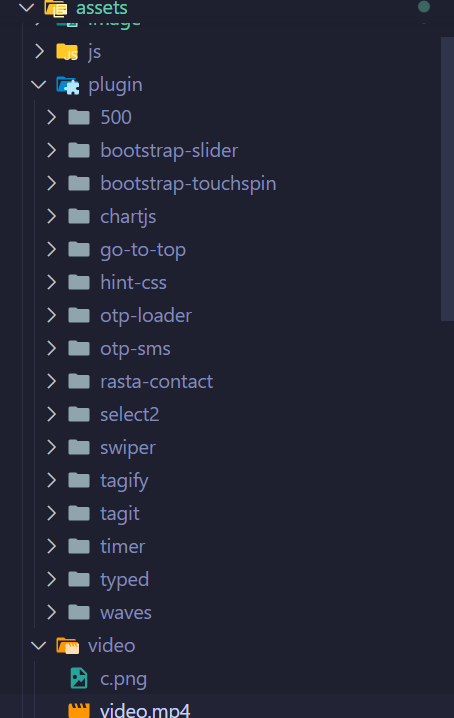 assets
image
js
plugin
500
bootstrap-slider
bootstrap-touchspin
chartjs
go-to-top
hint-css
otp-loader
otp-sms
rasta-contact
select2
swiper
tagify
tagit
timer
typed
waves
video
c.png
video.mp4